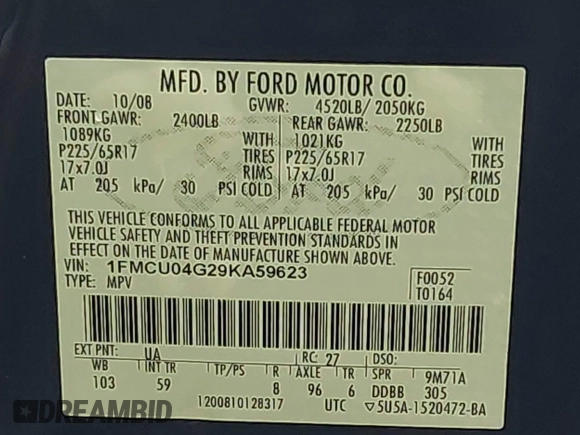 MFD. BY FORD MOTOR CO.
DATE: 10/08 GVWR: 4520LB/ 2050KG
FRONT GAWR: 2400LB REAR GAWR: 2250LB
1089KG 1021KG
P225/65R17 TIRES P225/65R17 TIRES
17x7.0J RIMS 17x7.0J RIMS
AT 205 kPa/ 30 PSI COLD AT 205 kPa/ 30 PSI COLD
THIS VEHICLE CONFORMS TO ALL APPLICABLE FEDERAL MOTOR
VEHICLE SAFETY AND THEFT PREVENTION STANDARDS IN
EFFECT ON THE DATE OF MANUFACTURE SHOWN ABOVE.
VIN: 1FMCU04G29KA59623 F0052
TYPE: MPV T0164
EXT PNT: UA RC: 27 DSO:
WB INT TR TP/PS R AXLE TR SPR 9M71A
103 59 8 96 6 DDBB 305
1200810128317 UTC ▽5U5A-1520472-BA
DREAMBID